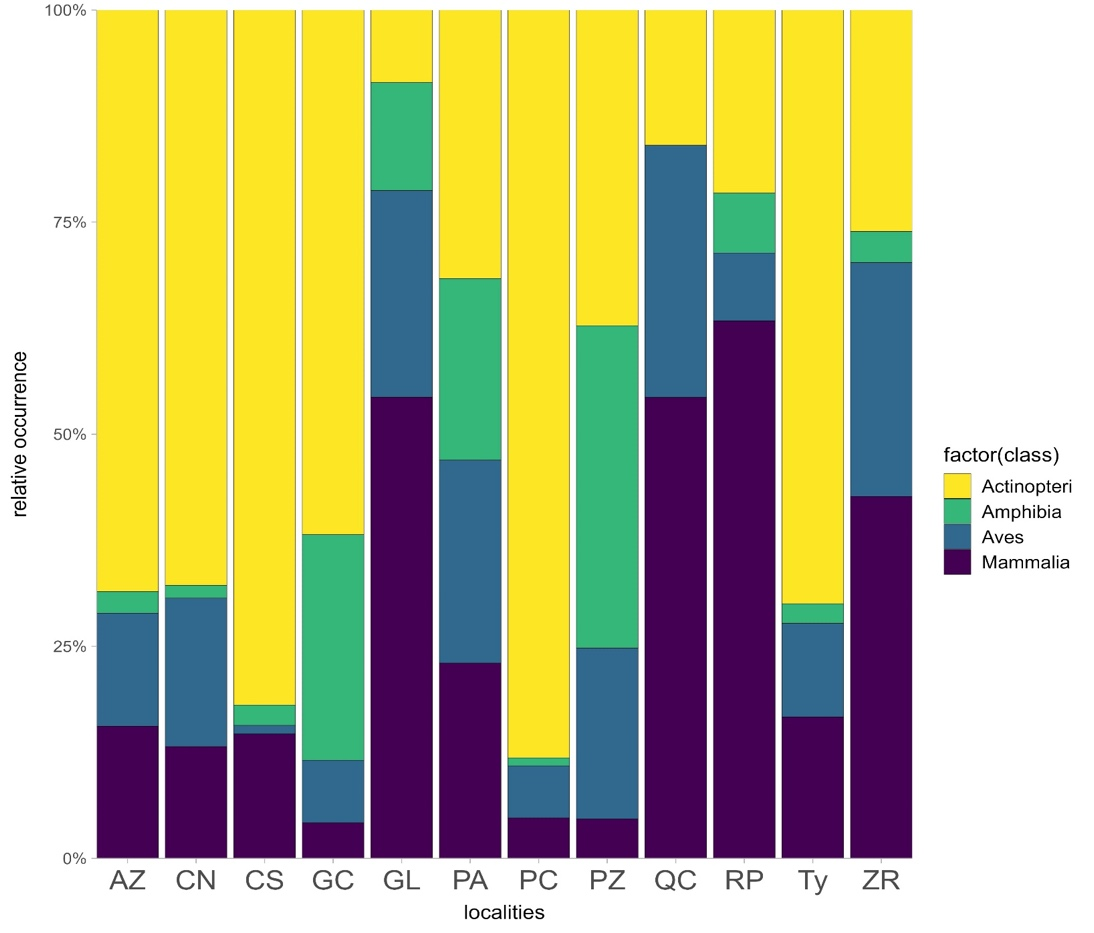 100%
75%
50%
25%
0%
relative occurrence
AZ CN CS GC GL PA PC PZ QC RP Ty ZR
localities
factor(class)
Actinopteri
Amphibia
Aves
Mammalia